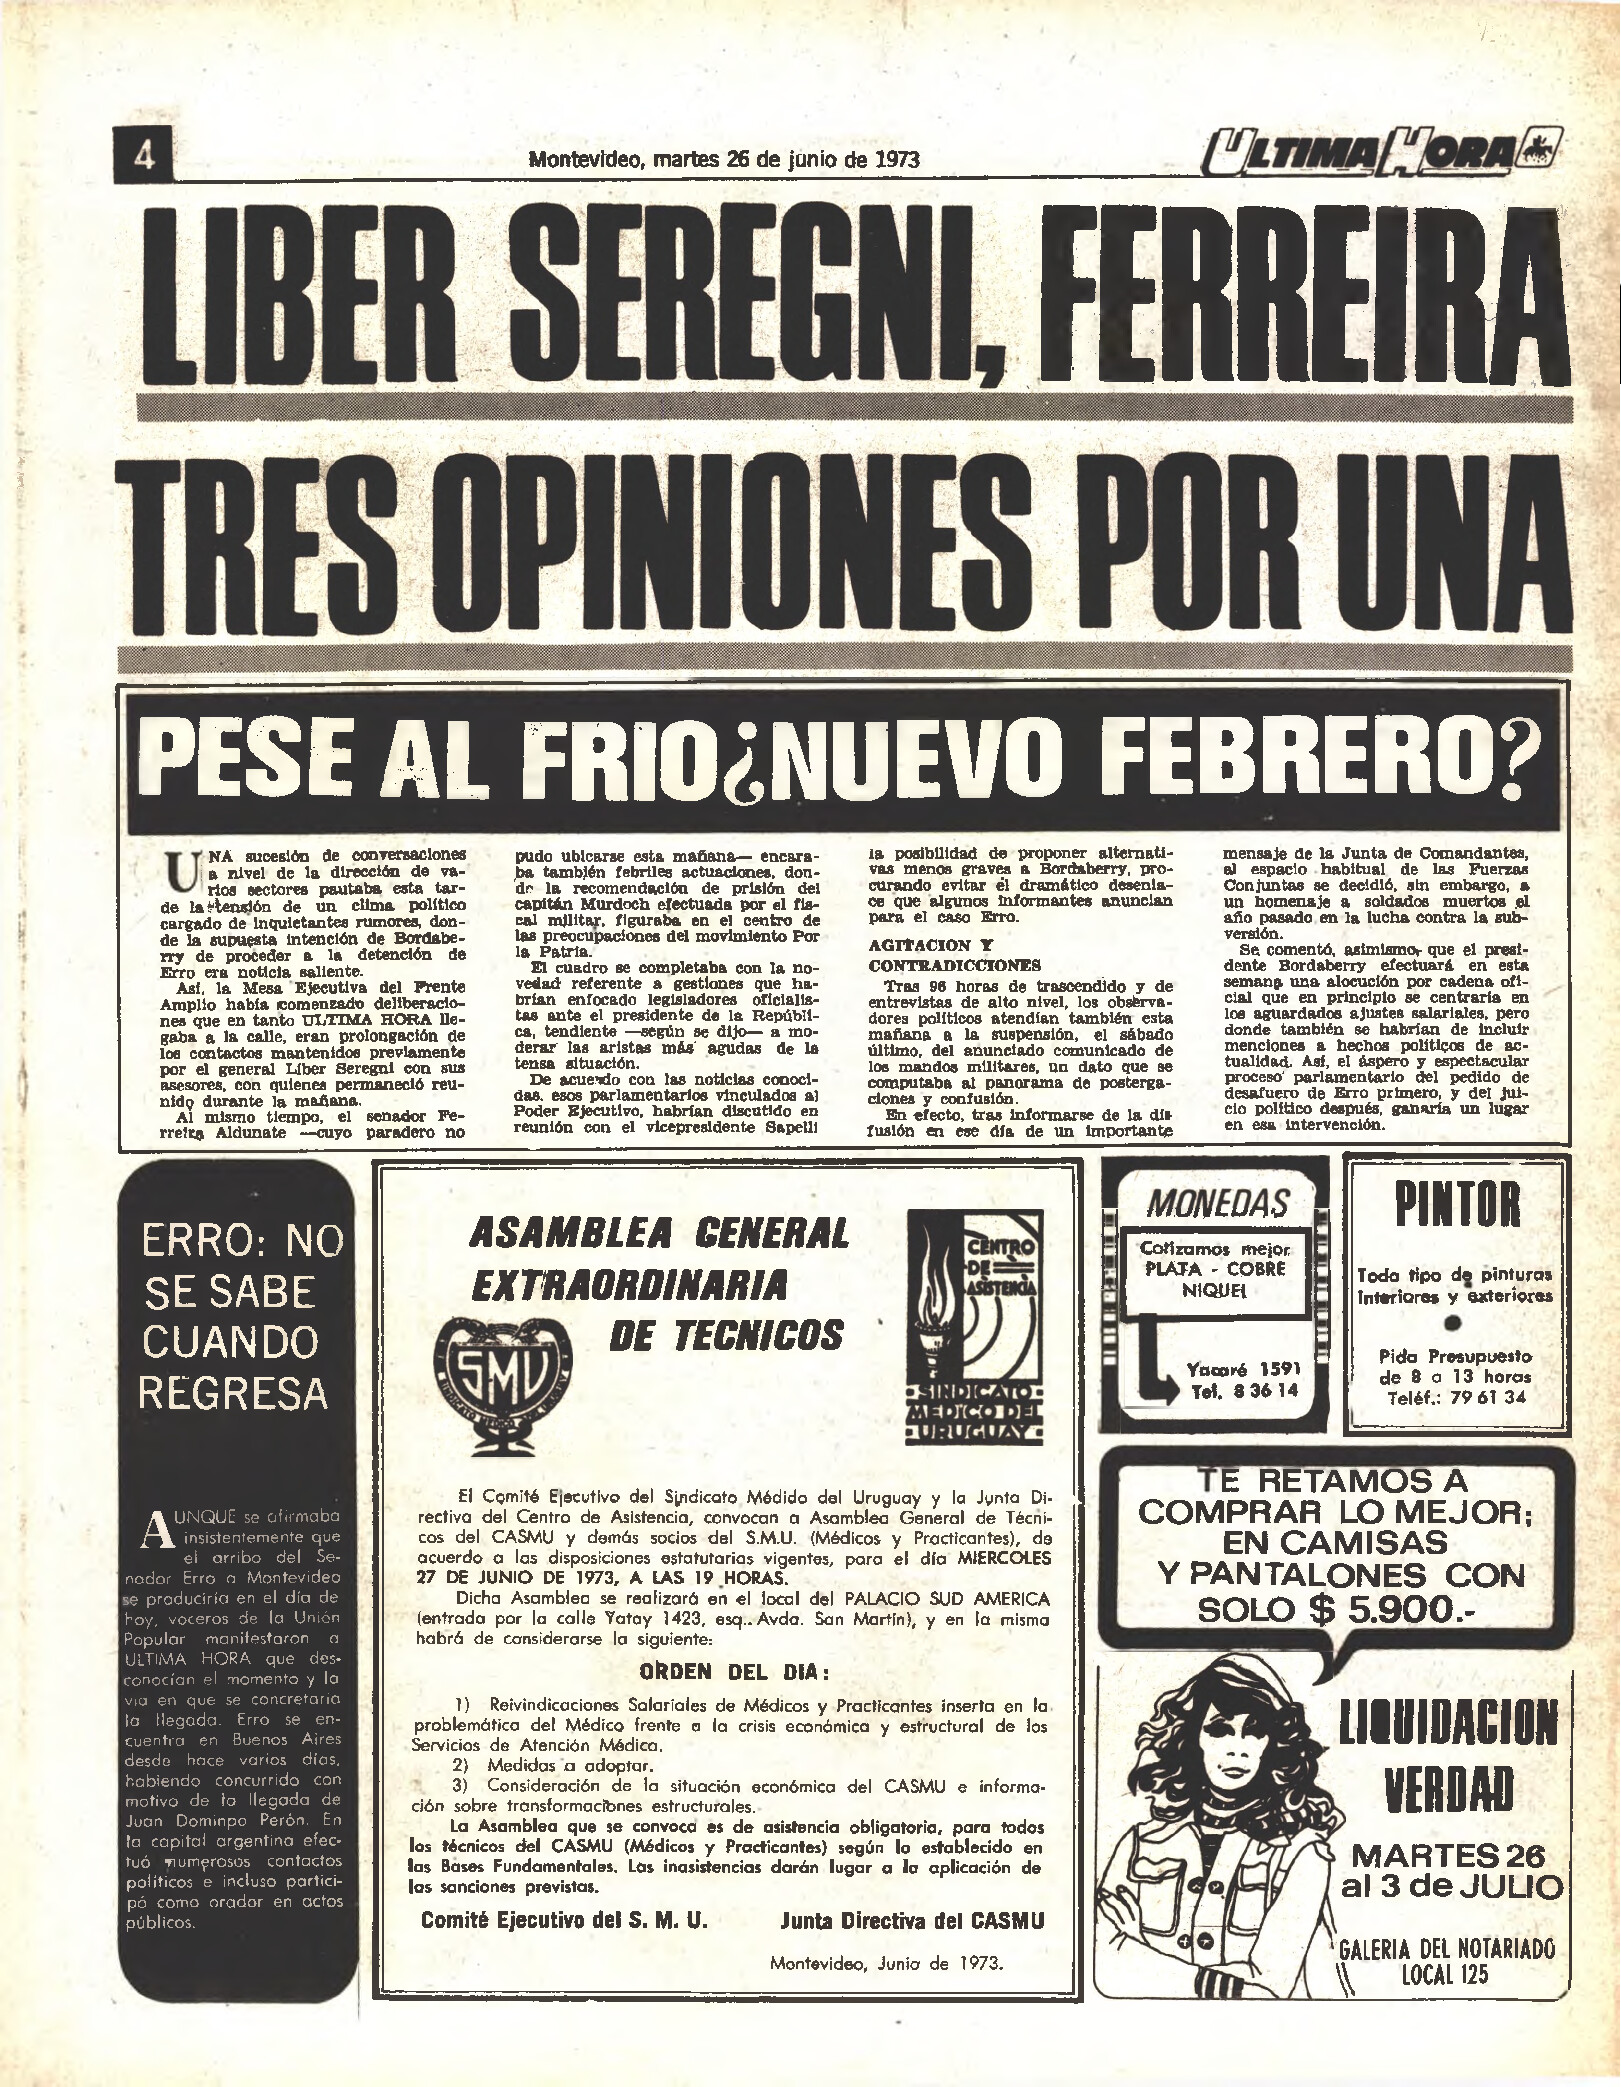 4
Montevideo, martes 26 de junio de 1973
ULTIMA HORA
LIBER SEREGNI, FERREIRA
TRES OPINIONES POR UNA
PESE AL FRIO¿NUEVO FEBRERO?
UNA sucesión de conversaciones
a nivel de la dirección de va-
rios sectores pautaba esta tar-
de la tensión de un clima político
cargado de inquietantes rumores, don-
de la supuesta intención de Bordabe-
rry de proceder a la detención de
Erro era noticia saliente.
Así, la Mesa Ejecutiva del Frente
Amplio había comenzado deliberacio-
nes que en tanto ULTIMA HORA lle-
gaba a la calle, eran prolongación de
los contactos mantenidos previamente
por el general Líber Seregni con sus
asesores, con quienes permaneció reu-
nido durante la mañana.
Al mismo tiempo, el senador Fe-
rreira Aldunate —cuyo paradero no
pudo ubicarse esta mañana— encara-
ba también febriles actuaciones, don-
de la recomendación de prisión del
capitán Murdoch efectuada por el fis-
cal militar, figuraba en el centro de
las preocupaciones del movimiento Por
la Patria.
El cuadro se completaba con la no-
vedad referente a gestiones que ha-
brían enfocado legisladores oficialis-
tas ante el presidente de la Repúbli-
ca, tendiente —según se dijo— a mo-
derar las aristas más agudas de la
tensa situación.
De acuerdo con las noticias conoci-
das, esos parlamentarios vinculados al
Poder Ejecutivo, habrían discutido en
reunión con el vicepresidente Sapelli
la posibilidad de proponer alternati-
vas menos graves a Bordaberry, pro-
curando evitar el dramático desenla-
ce que algunos informantes anuncian
para el caso Erro.
AGITACION Y
CONTRADICCIONES
Tras 96 horas de trascendido y de
entrevistas de alto nivel, los observa-
dores políticos atendían también esta
mañana a la suspensión, el sábado
último, del anunciado comunicado de
los mandos militares, un dato que se
computaba al panorama de posterga-
ciones y confusión.
En efecto, tras informarse de la dis
fusión en ese día de un importante
mensaje de la Junta de Comandantes,
al espacio habitual de las Fuerzas
Conjuntas se decidió, sin embargo, a
un homenaje a soldados muertos el
año pasado en la lucha contra la sub-
versión.
Se comentó, asimismo, que el presi-
dente Bordaberry efectuará en esta
semana una alocución por cadena ofi-
cial que en principio se centraría en
los aguardados ajustes salariales, pero
donde también se habrían de incluir
menciones a hechos políticos de ac-
tualidad. Así, el áspero y espectacular
proceso parlamentario del pedido de
desafuero de Erro primero, y del jui-
cio político después, ganaría un lugar
en esa intervención.
ERRO: NO
SE SABE
CUANDO
REGRESA
AUNQUE se afirmaba
insistentemente que
el arribo del Se-
nador Erro a Montevideo
se produciría en el día de
hoy, voceros de la Unión
Popular manifestaron a
ULTIMA HORA que des-
conocían el momento y la
vía en que se concretaría
la llegada. Erro se en-
cuentra en Buenos Aires
desde hace varios días,
habiendo concurrido con
motivo de la llegada de
Juan Dominpo Perón. En
la capital argentina efec-
tuó numerosos contactos
políticos e incluso partici-
pó como orador en actos
públicos.
ASAMBLEA GENERAL
EXTRAORDINARIA
DE TECNICOS
SMU
CENTRO
DE
ASISTENCIA
SINDICATO
MEDICO DEL
URUGUAY
El Comité Ejecutivo del Sindicato Médido del Uruguay y la Junta Di-
rectiva del Centro de Asistencia, convocan a Asamblea General de Técni-
cos del CASMU y demás socios del S.M.U. (Médicos y Practicantes), de
acuerdo a las disposiciones estatutarias vigentes, para el día MIERCOLES
27 DE JUNIO DE 1973, A LAS 19 HORAS.
Dicha Asamblea se realizará en el local del PALACIO SUD AMERICA
(entrada por la calle Yatay 1423, esq.. Avda. San Martín), y en la misma
habrá de considerarse la siguiente:
ORDEN DEL DIA:
1) Reivindicaciones Salariales de Médicos y Practicantes inserta en la
problemática del Médico frente a la crisis económica y estructural de los
Servicios de Atención Médica.
2) Medidas a adoptar.
3) Consideración de la situación económica del CASMU e informa-
ción sobre transformaciones estructurales.
La Asamblea que se convoca es de asistencia obligatoria, para todos
los técnicos del CASMU (Médicos y Practicantes) según lo establecido en
las Bases Fundamentales. Las inasistencias darán lugar a la aplicación de
las sanciones previstas.
Comité Ejecutivo del S. M. U. Junta Directiva del CASMU
Montevideo, Junio de 1973.
MONEDAS
Cotizamos mejor
PLATA - COBRE
NIQUEL
Yacaré 1591
Tel. 8 36 14
PINTOR
Todo tipo de pinturas
Interiores y exteriores
Pida Presupuesto
de 8 a 13 horas
Teléf.: 79 61 34
TE RETAMOS A
COMPRAR LO MEJOR;
EN CAMISAS
Y PANTALONES CON
SOLO $ 5.900.-
LIQUIDACION
VERDAD
MARTES 26
al 3 de JULIO
GALERIA DEL NOTARIADO
LOCAL 125